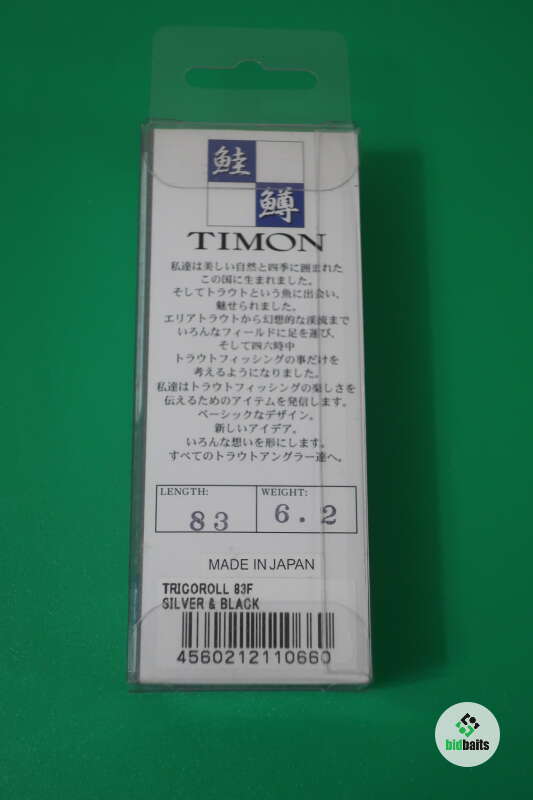 鮭
鱒
TIMON
私達は美しい自然と四季に囲まれた
この国に生まれました。
そしてトラウトという魚に出会い、
魅せられました。
エリアトラウトから幻想的な渓流まで
いろんなフィールドに足を運び、
そして四六時中
トラウトフィッシングの事だけを
考えるようになりました。
私達はトラウトフィッシングの楽しさを
伝えるためのアイテムを発信します。
ベーシックなデザイン。
新しいアイデア。
いろんな想いを形にします。
すべてのトラウトアングラー達へ。
LENGTH: WEIGHT:
83 6.2
MADE IN JAPAN
TRICOROLL 83F
SILVER & BLACK
4560212110660
bidbaits